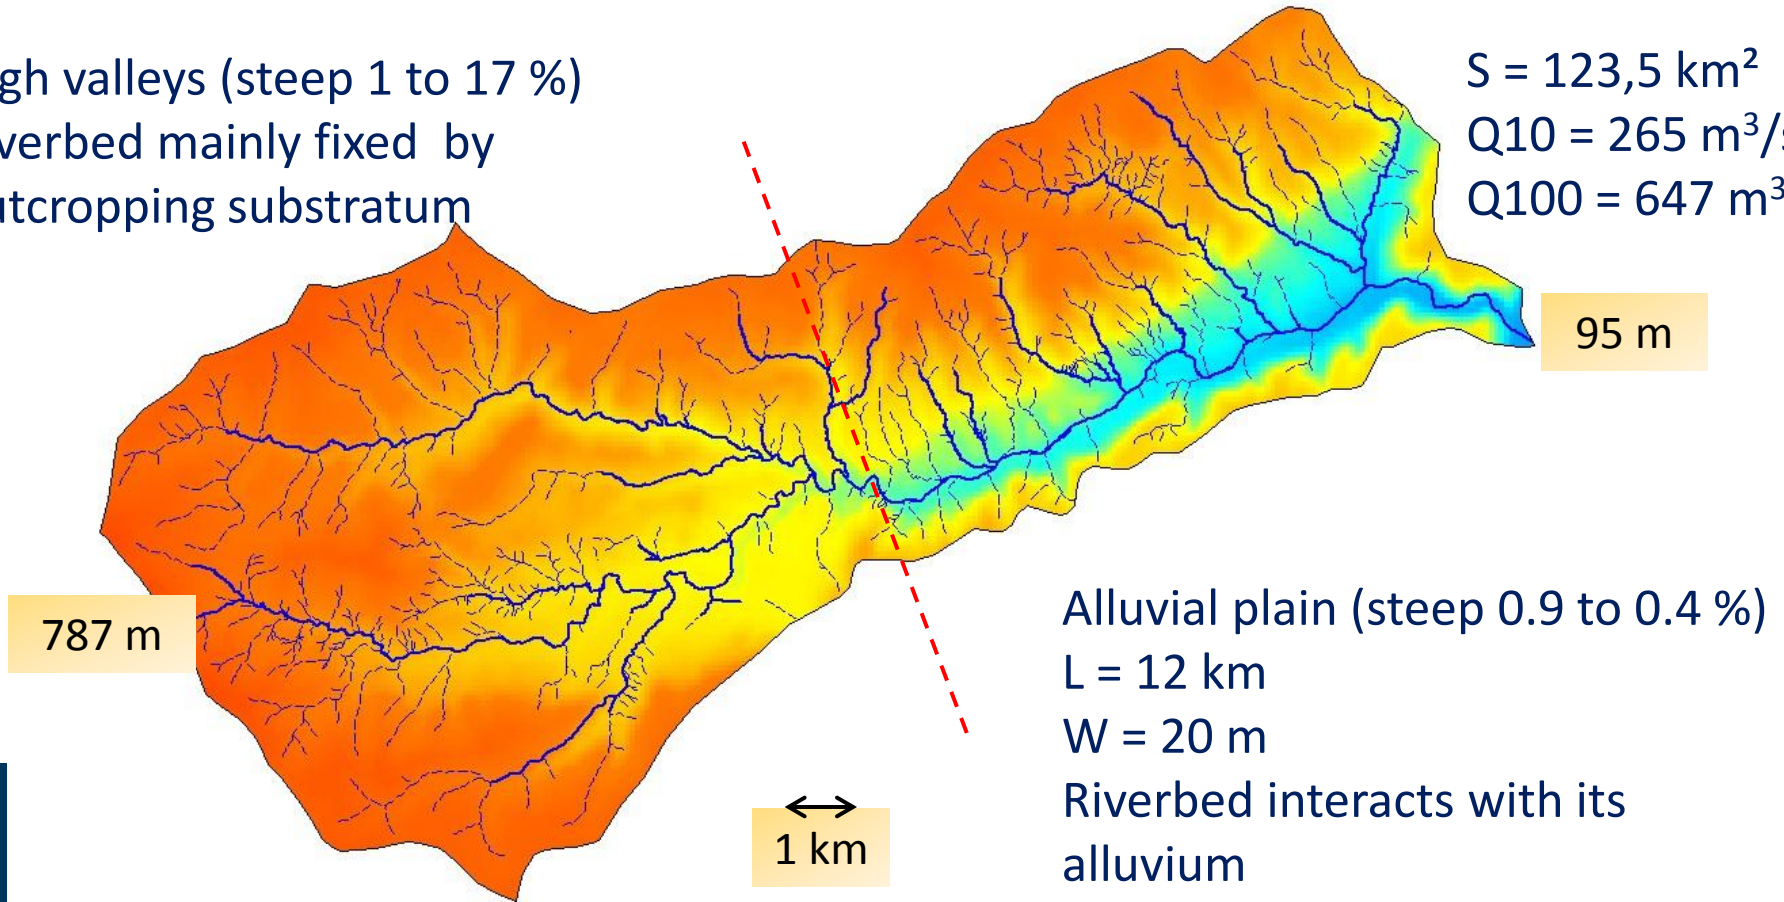 gh valleys (steep 1 to 17 %)
verbed mainly fixed by
utcropping substratum
S = 123,5 km²
Q10 = 265 m³/s
Q100 = 647 m³
95 m
787 m
1 km
Alluvial plain (steep 0.9 to 0.4 %)
L = 12 km
W = 20 m
Riverbed interacts with its
alluvium